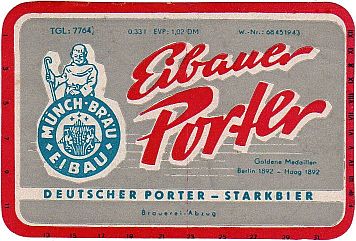 TGL: 7764 0,33 l EVP: 1,02 DM W.-Nr.: 68451943
Eibauer
Porter
MÜNCH-BRÄU
EIBAU
Goldene Medaillen
Berlin 1892 – Haag 1892
DEUTSCHER PORTER – STARKBIER
Brauerei-Abzug